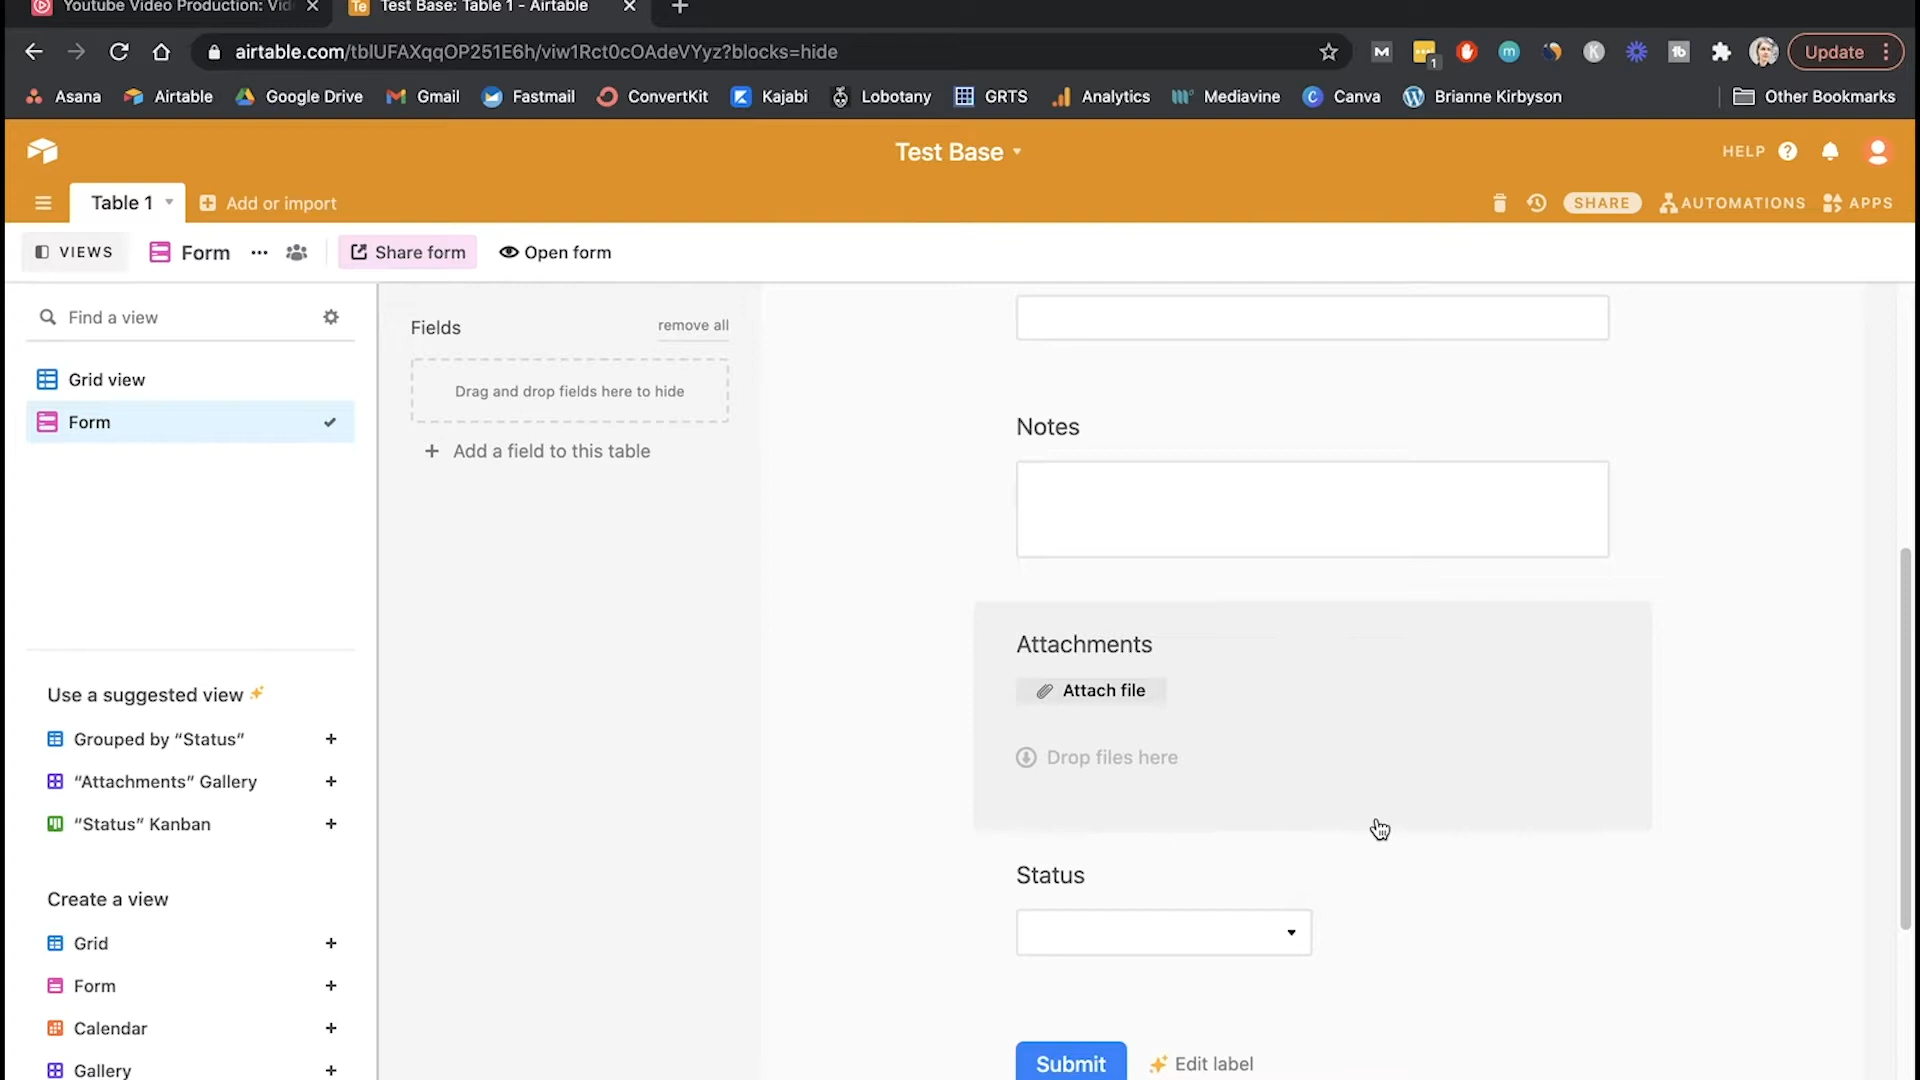 Youtube Video Production: Vid
Test Base: Table 1 - Airtable
airtable.com/tblUFAXqqOP251E6h/viw1Rct0cOAdeVYyz?blocks=hide
1
Update
Asana
Airtable
Google Drive
Gmail
Fastmail
ConvertKit
Kajabi
Lobotany
GRTS
Analytics
Mediavine
Canva
Brianne Kirbyson
Other Bookmarks
Test Base
HELP
Table 1
Add or import
SHARE
AUTOMATIONS
APPS
VIEWS
Form
Share form
Open form
Find a view
Grid view
Form
Use a suggested view
Grouped by “Status”
“Attachments” Gallery
“Status” Kanban
Create a view
Grid
Form
Calendar
Gallery
Fields
remove all
Drag and drop fields here to hide
Add a field to this table
Notes
Attachments
Attach file
Drop files here
Status
Submit
Edit label